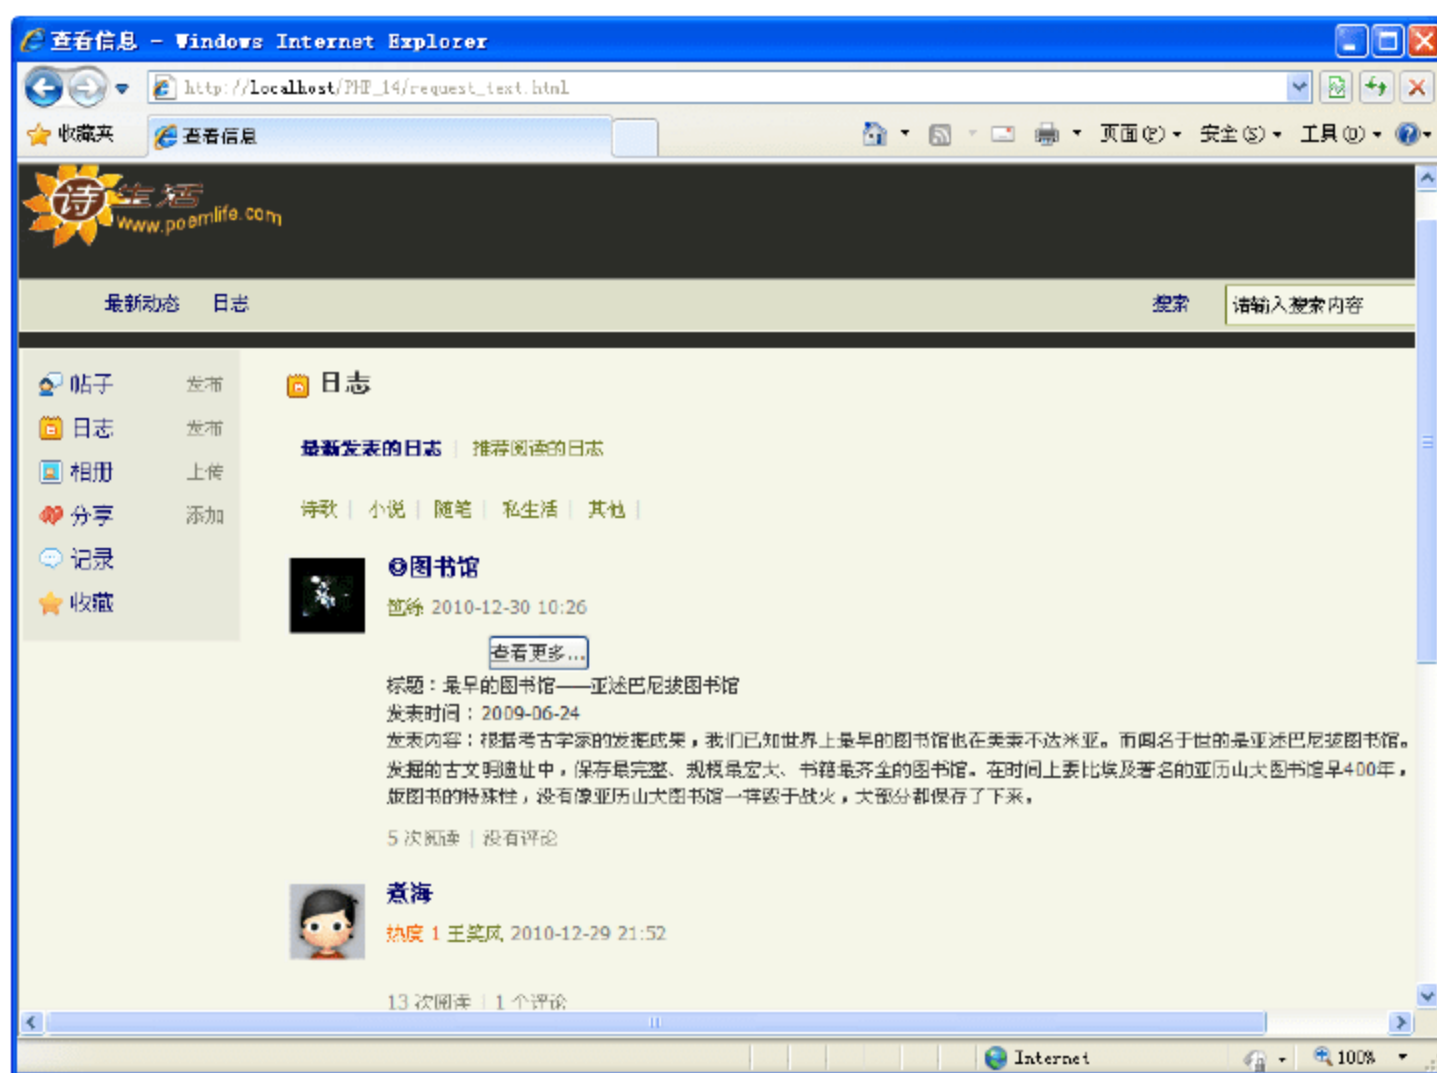 查看信息 - Windows Internet Explorer
http://localhost/PHP_14/request_text.html
收藏夹 查看信息 页面(P) 安全(S) 工具(O)
诗生活
www.poemlife.com
最新动态 日志 搜索 请输入搜索内容
帖子 发布
日志 发布
相册 上传
分享 添加
记录
收藏
日志
最新发表的日志 | 推荐阅读的日志
诗歌 | 小说 | 随笔 | 私生活 | 其他 |
◎图书馆
2010-12-30 10:26
查看更多...
标题：最早的图书馆——亚述巴尼拔图书馆
发表时间：2009-06-24
发表内容：根据考古学家的发掘成果，我们已知世界上最早的图书馆也在美索不达米亚。而闻名于世的是亚述巴尼拔图书馆。
发掘的古文明遗址中，保存最完整、规模最宏大、书籍最齐全的图书馆。在时间上要比埃及著名的亚历山大图书馆早400年，
版图书的特殊性，没有像亚历山大图书馆一样毁于战火，大部分都保存了下来。
5 次阅读 | 没有评论
煮海
热度 1 王笑风 2010-12-29 21:52
13 次阅读 | 1 个评论
Internet 100%